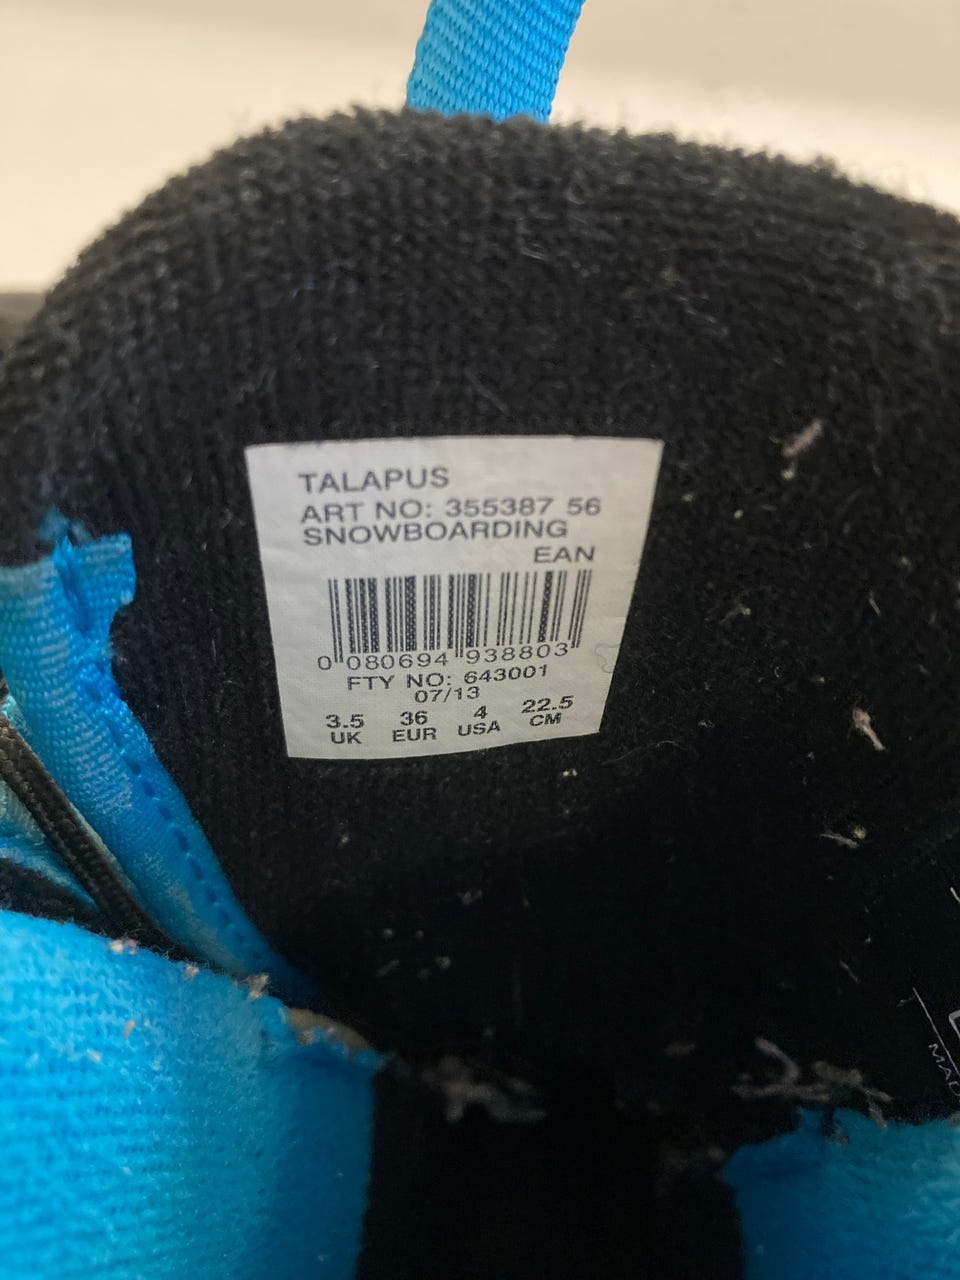 TALAPUS
ART NO: 355387 56
SNOWBOARDING
EAN
0 080694 938803
FTY NO: 643001
07/13
3.5 36 4 22.5
UK EUR USA CM